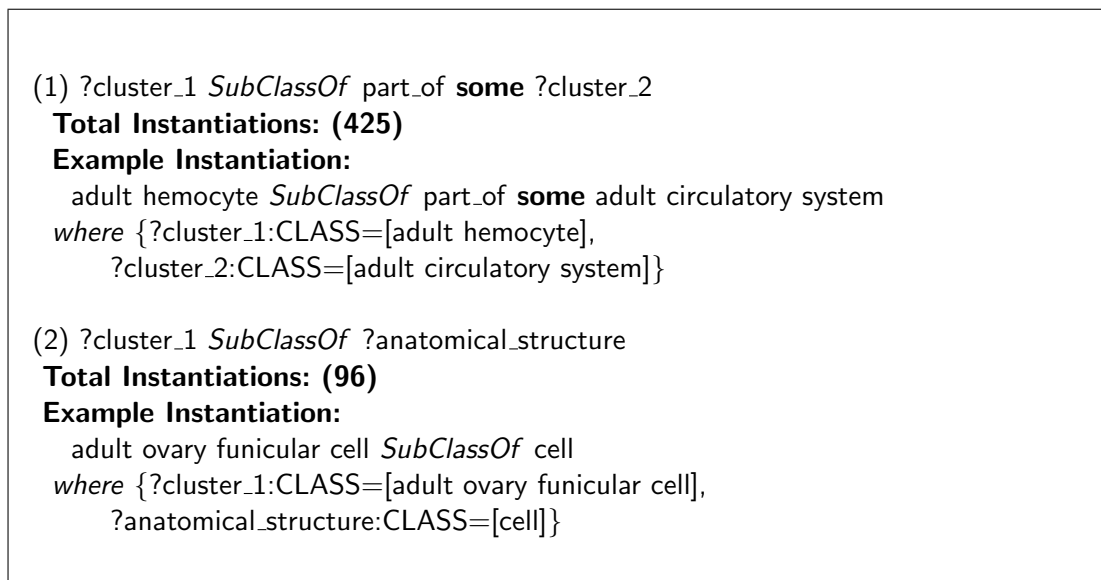 (1) ?cluster_1 SubClassOf part_of some ?cluster_2
Total Instantiations: (425)
Example Instantiation:
adult hemocyte SubClassOf part_of some adult circulatory system
where {?cluster_1:CLASS=[adult hemocyte],
?cluster_2:CLASS=[adult circulatory system]}
(2) ?cluster_1 SubClassOf ?anatomical_structure
Total Instantiations: (96)
Example Instantiation:
adult ovary funicular cell SubClassOf cell
where {?cluster_1:CLASS=[adult ovary funicular cell],
?anatomical_structure:CLASS=[cell]}